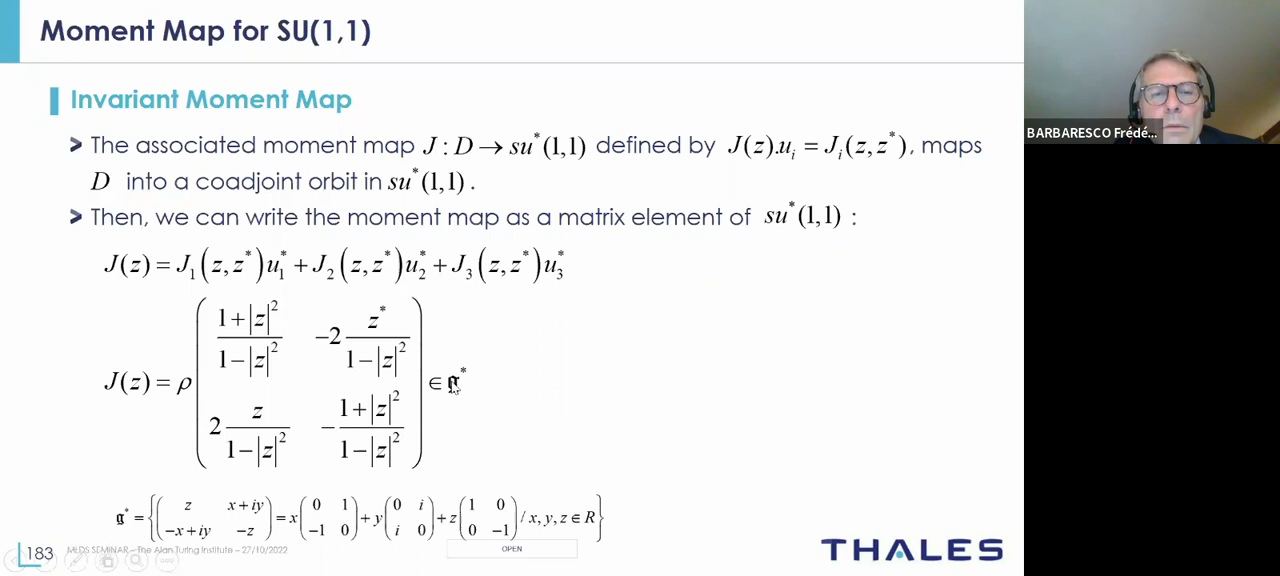 Moment Map for SU(1,1)
Invariant Moment Map
The associated moment map J : D → su*(1,1) defined by J(z).u_i = J_i(z, z*), maps
D into a coadjoint orbit in su*(1,1).
Then, we can write the moment map as a matrix element of su*(1,1) :
J(z) = J_1(z, z*)u_1* + J_2(z, z*)u_2* + J_3(z, z*)u_3*
J(z) = ρ ( (1+|z|^2)/(1−|z|^2)   −2 z*/(1−|z|^2)
2 z/(1−|z|^2)   −(1+|z|^2)/(1−|z|^2) ) ∈ 𝔤*
𝔤* = { ( z   x+iy ; −x+iy   −z ) = x ( 0 1 ; −1 0 ) + y ( 0 i ; i 0 ) + z ( 1 0 ; 0 −1 ) / x, y, z ∈ R }
183
MLDS SEMINAR – The Alan Turing Institute – 27/10/2022
OPEN
THALES
BARBARESCO Frédé...